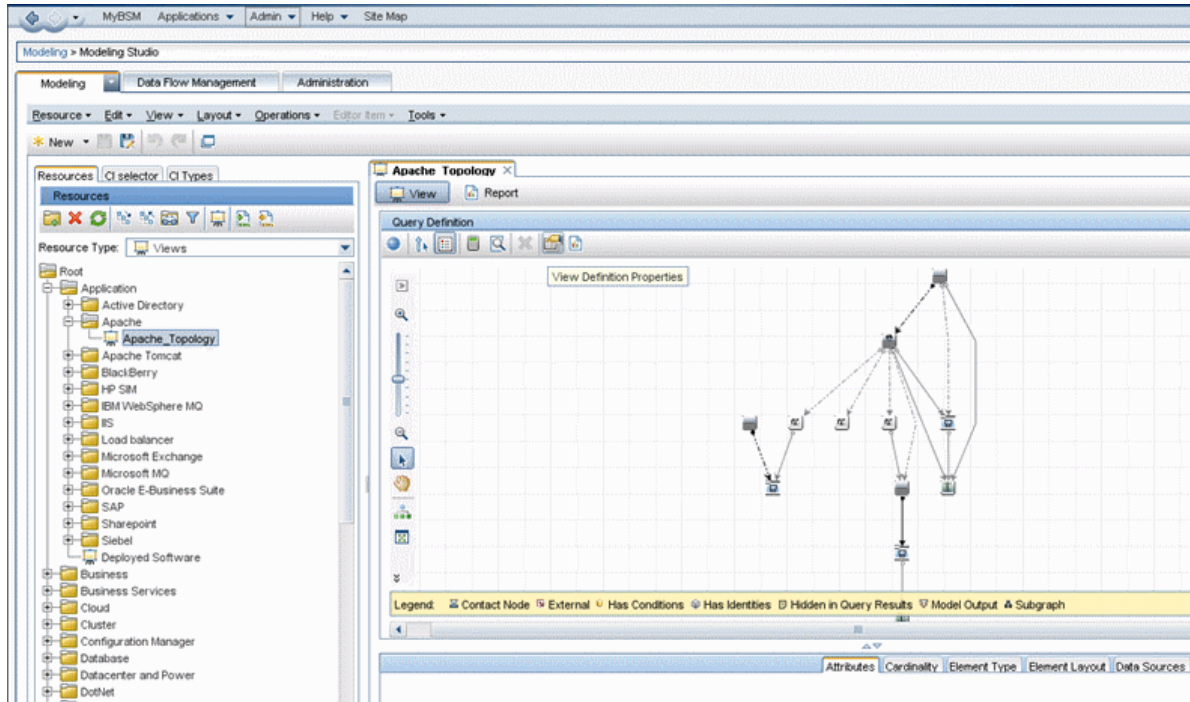 MyBSM Applications Admin Help Site Map
Modeling > Modeling Studio
Modeling Data Flow Management Administration
Resource Edit View Layout Operations Editor Item Tools
New
Resources CI selector CI Types
Resources
Resource Type: Views
Root
Application
Active Directory
Apache
Apache_Topology
Apache Tomcat
BlackBerry
HP SIM
IBM WebSphere MQ
IIS
Load balancer
Microsoft Exchange
Microsoft MQ
Oracle E-Business Suite
SAP
Sharepoint
Siebel
Deployed Software
Business
Business Services
Cloud
Cluster
Configuration Manager
Database
Datacenter and Power
DotNet
Apache_Topology
View Report
Query Definition
View Definition Properties
Legend: Contact Node External Has Conditions Has Identities Hidden in Query Results Model Output Subgraph
Attributes Cardinality Element Type Element Layout Data Sources